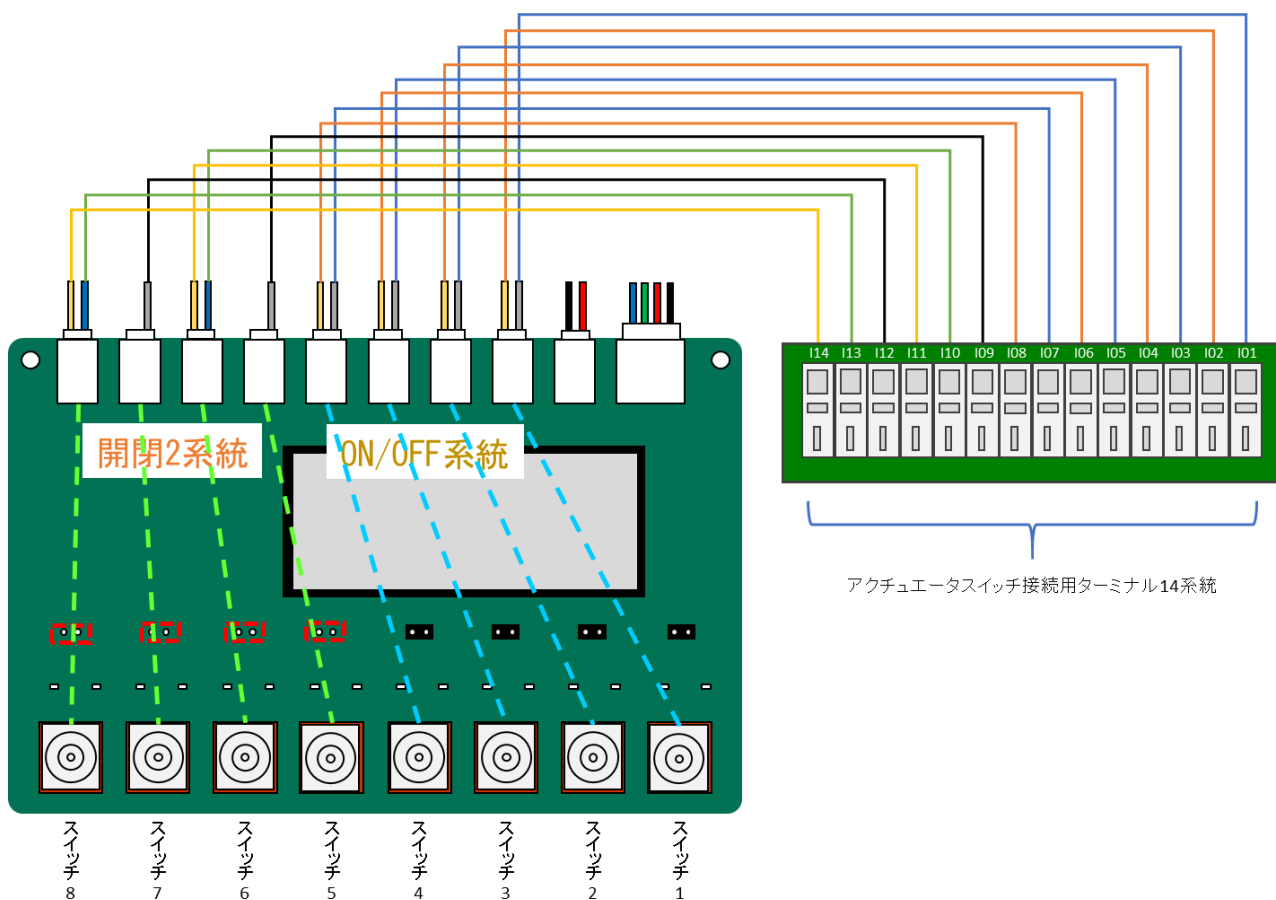 開閉2系統
ON/OFF系統
I14 I13 I12 I11 I10 I09 I08 I07 I06 I05 I04 I03 I02 I01
アクチュエータスイッチ接続用ターミナル14系統
スイッチ8
スイッチ7
スイッチ6
スイッチ5
スイッチ4
スイッチ3
スイッチ2
スイッチ1